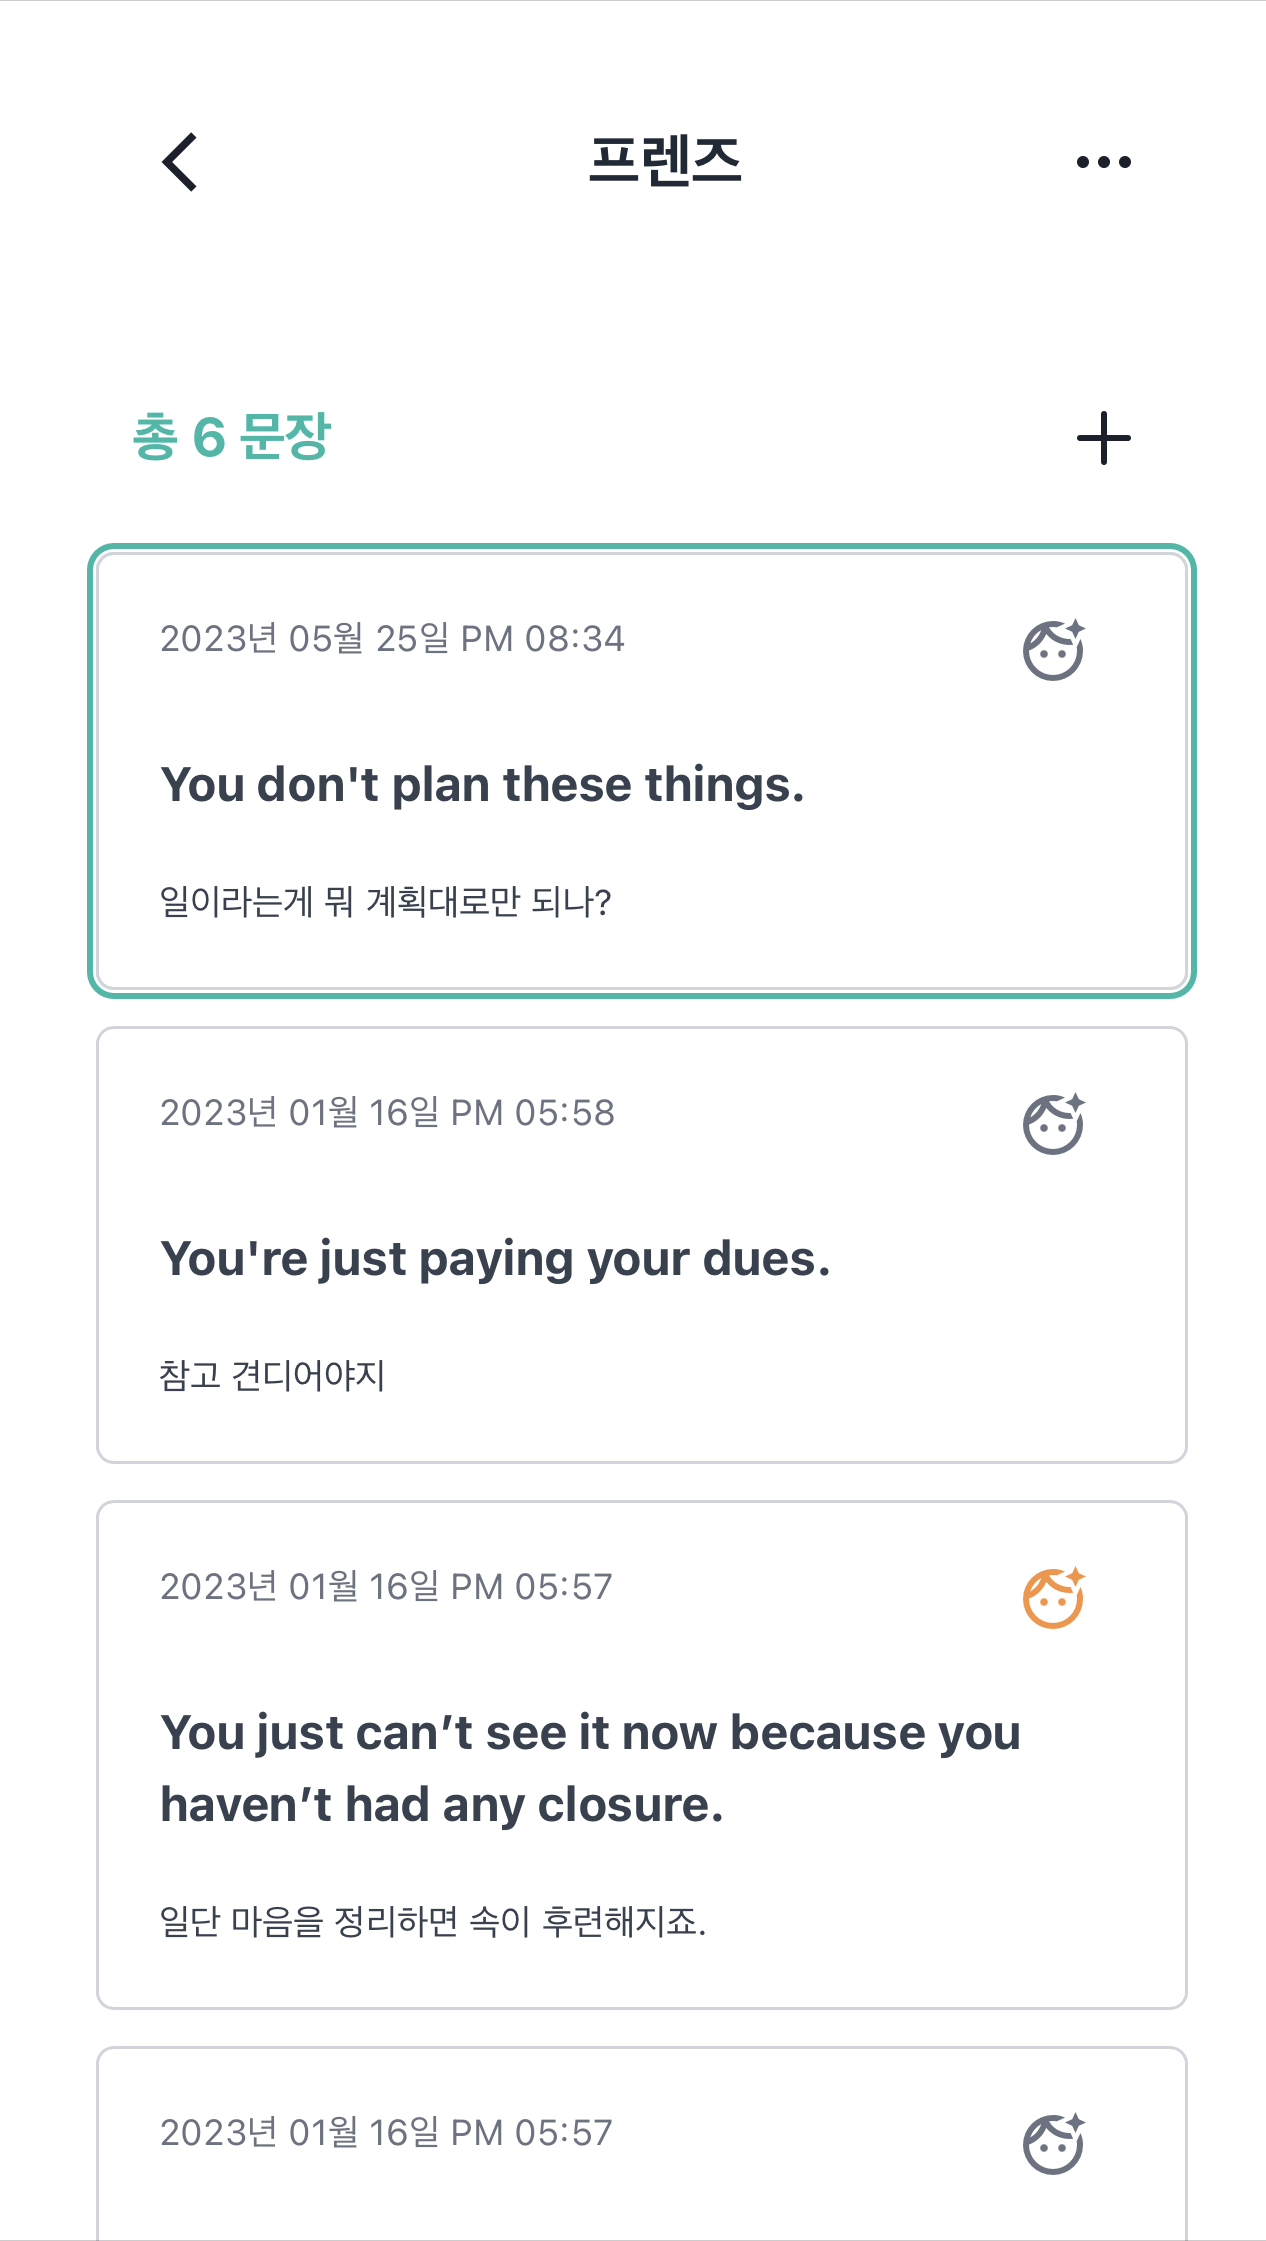 프렌즈
총 6 문장
2023년 05월 25일 PM 08:34
You don't plan these things.
일이라는게 뭐 계획대로만 되나?
2023년 01월 16일 PM 05:58
You're just paying your dues.
참고 견디어야지
2023년 01월 16일 PM 05:57
You just can’t see it now because you
haven’t had any closure.
일단 마음을 정리하면 속이 후련해지죠.
2023년 01월 16일 PM 05:57